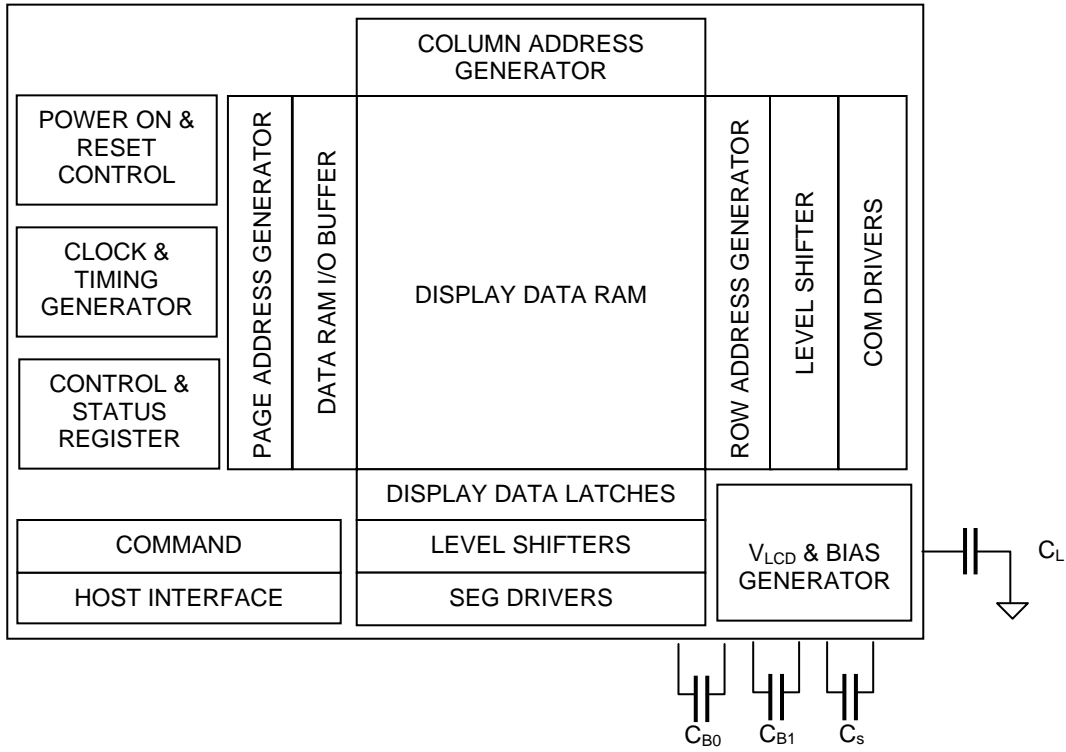 COLUMN ADDRESS
GENERATOR
POWER ON &
RESET
CONTROL
CLOCK &
TIMING
GENERATOR
CONTROL &
STATUS
REGISTER
PAGE ADDRESS GENERATOR
DATA RAM I/O BUFFER
DISPLAY DATA RAM
ROW ADDRESS GENERATOR
LEVEL SHIFTER
COM DRIVERS
DISPLAY DATA LATCHES
COMMAND
LEVEL SHIFTERS
HOST INTERFACE
SEG DRIVERS
VLCD & BIAS
GENERATOR
CL
CB0
CB1
Cs